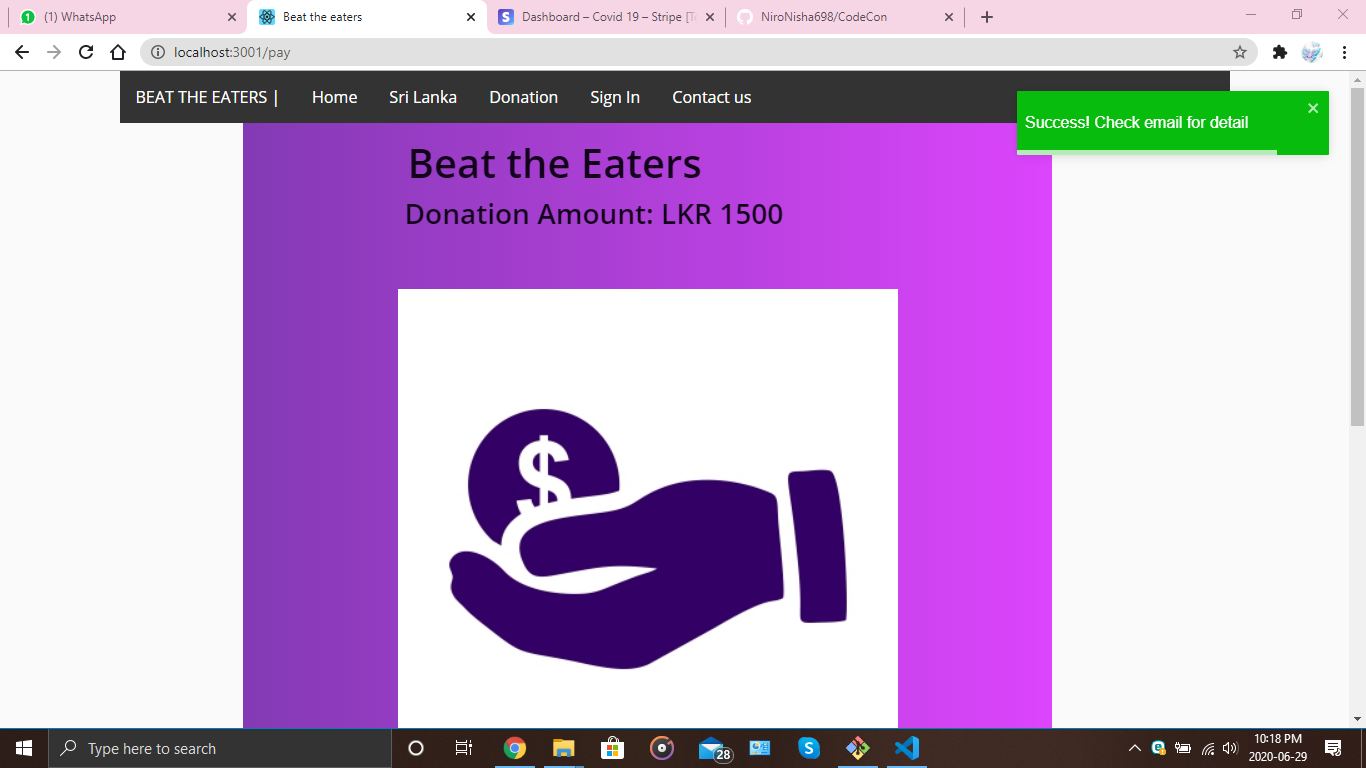 (1) WhatsApp
Beat the eaters
Dashboard – Covid 19 – Stripe [T
NiroNisha698/CodeCon
localhost:3001/pay
BEAT THE EATERS | Home Sri Lanka Donation Sign In Contact us
Success! Check email for detail
Beat the Eaters
Donation Amount: LKR 1500
$
Type here to search
28
10:18 PM
2020-06-29